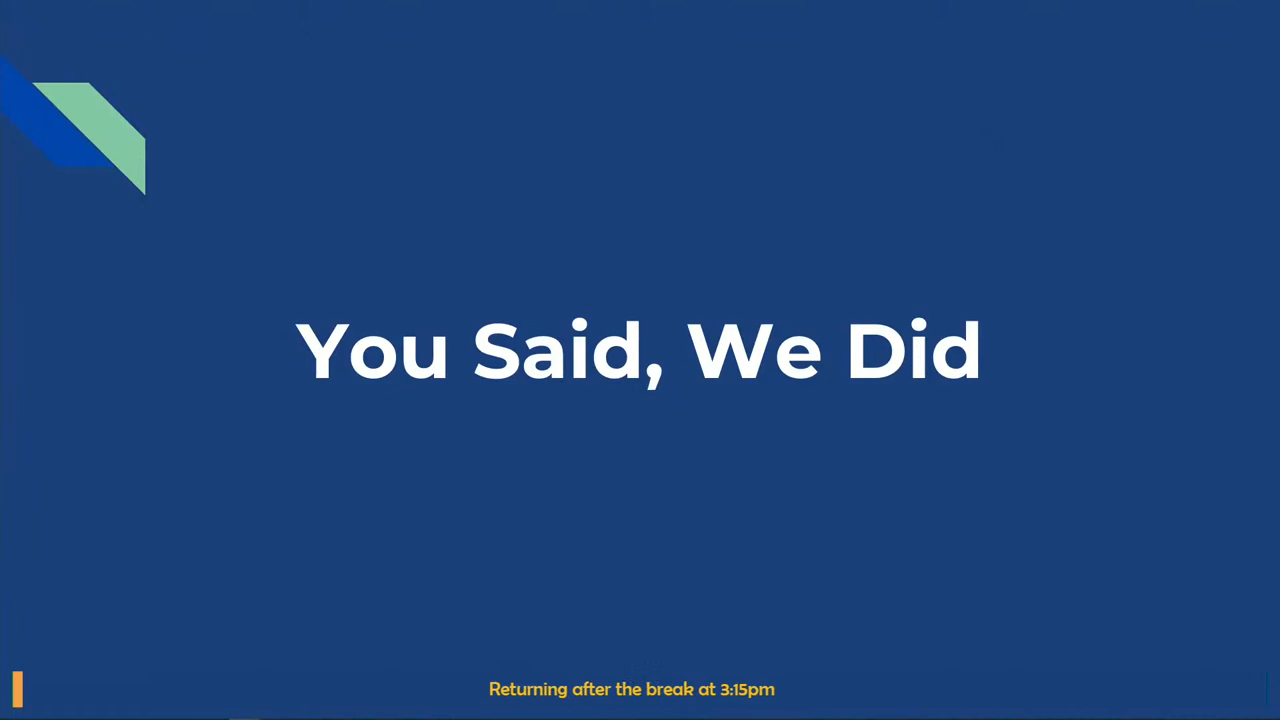 You Said, We Did
Returning after the break at 3:15pm